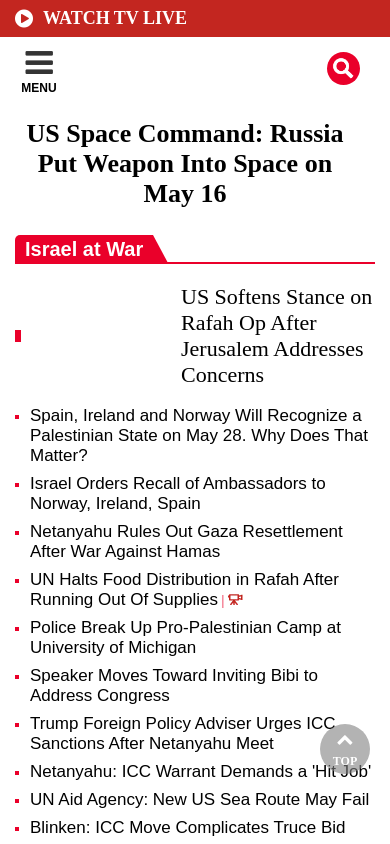 WATCH TV LIVE
MENU
US Space Command: Russia
Put Weapon Into Space on
May 16
Israel at War
US Softens Stance on
Rafah Op After
Jerusalem Addresses
Concerns
Spain, Ireland and Norway Will Recognize a
Palestinian State on May 28. Why Does That
Matter?
Israel Orders Recall of Ambassadors to
Norway, Ireland, Spain
Netanyahu Rules Out Gaza Resettlement
After War Against Hamas
UN Halts Food Distribution in Rafah After
Running Out Of Supplies |
Police Break Up Pro-Palestinian Camp at
University of Michigan
Speaker Moves Toward Inviting Bibi to
Address Congress
Trump Foreign Policy Adviser Urges ICC
Sanctions After Netanyahu Meet
Netanyahu: ICC Warrant Demands a 'Hit Job'
TOP
UN Aid Agency: New US Sea Route May Fail
Blinken: ICC Move Complicates Truce Bid